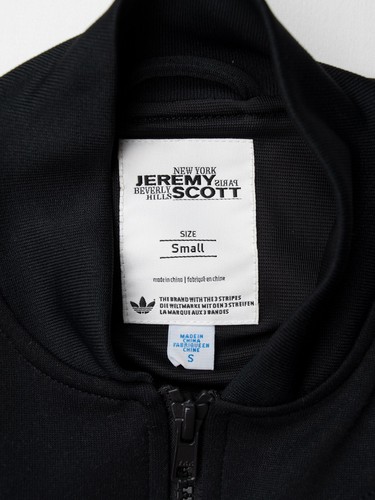 NEW YORK
JEREMY PARIS
BEVERLY SCOTT
HILLS
SIZE
Small
made in china | fabriqué en chine
THE BRAND WITH THE 3 STRIPES
DIE WELTMARKE MIT DEN 3 STREIFEN
LA MARQUE AUX 3 BANDES
MADE IN
CHINA
FABRIQUE EN
CHINE
S